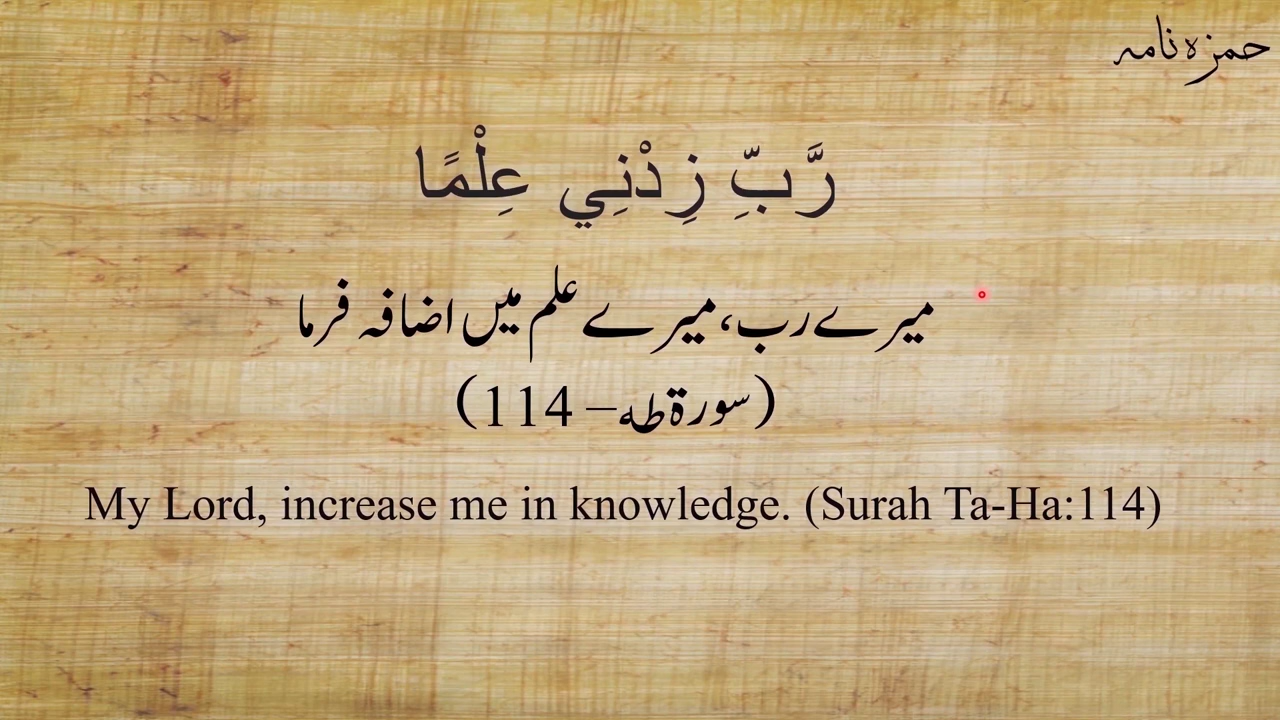 حمزہ نامہ
رَّبِّ زِدْنِي عِلْمًا
میرے رب، میرے علم میں اضافہ فرما
(سورۃ طہ – 114)
My Lord, increase me in knowledge. (Surah Ta-Ha:114)